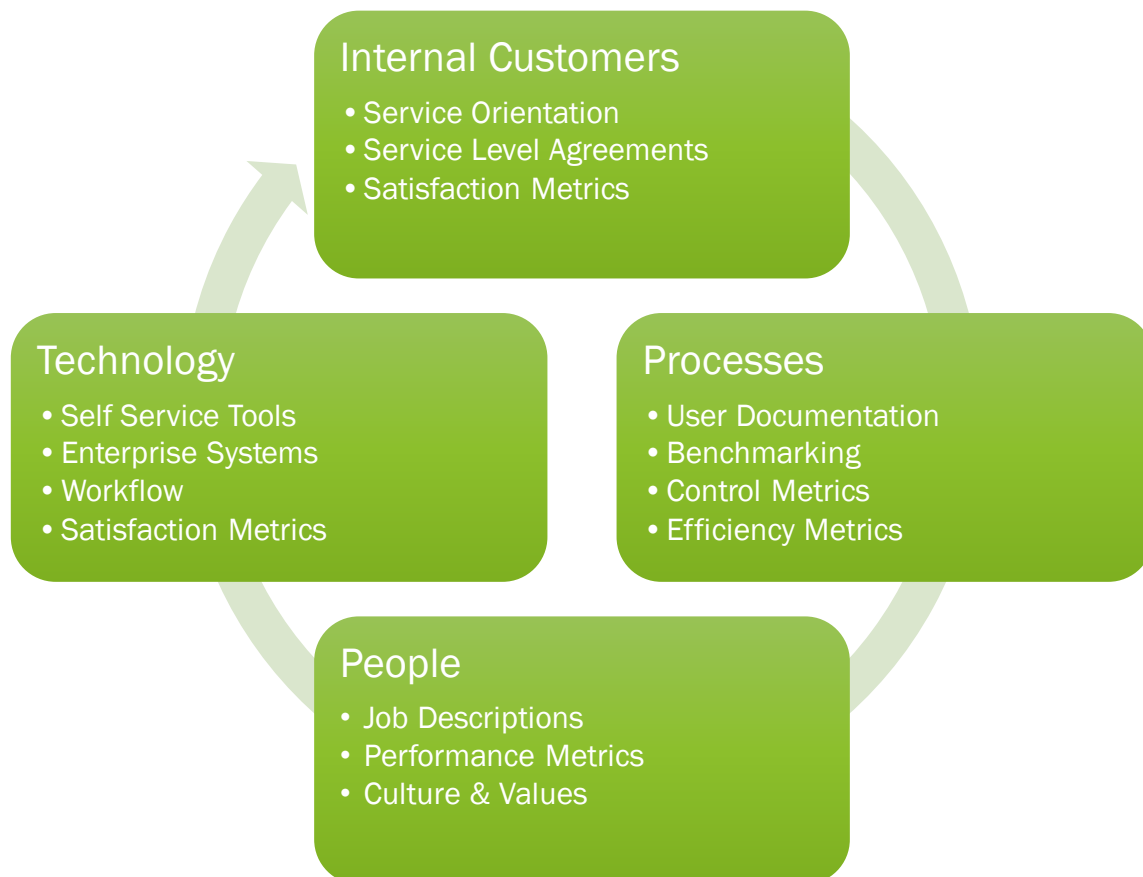 Internal Customers
• Service Orientation
• Service Level Agreements
• Satisfaction Metrics
Technology
• Self Service Tools
• Enterprise Systems
• Workflow
• Satisfaction Metrics
Processes
• User Documentation
• Benchmarking
• Control Metrics
• Efficiency Metrics
People
• Job Descriptions
• Performance Metrics
• Culture & Values